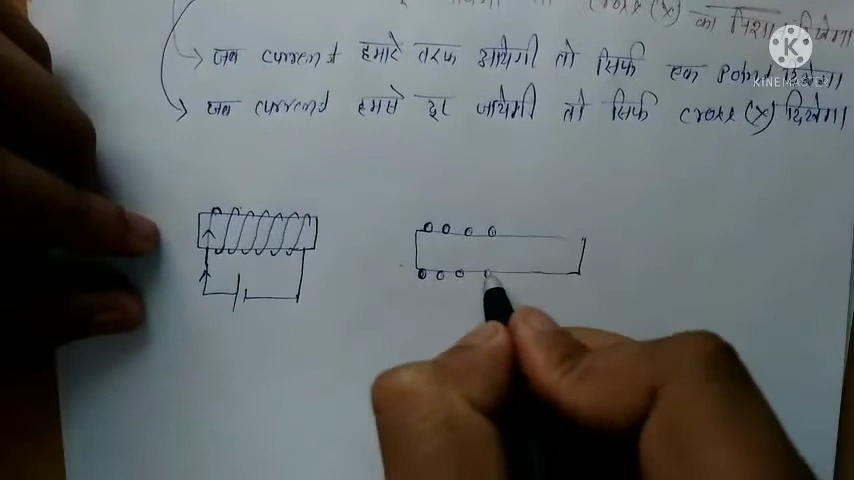 cross (x) का निशान दिखेगा
जब current हमारे तरफ आयेगी तो सिर्फ एक point दिखेगा
जब current हमसे दूर जायेगी तो सिर्फ cross (x) दिखेगा
KINEMASTER